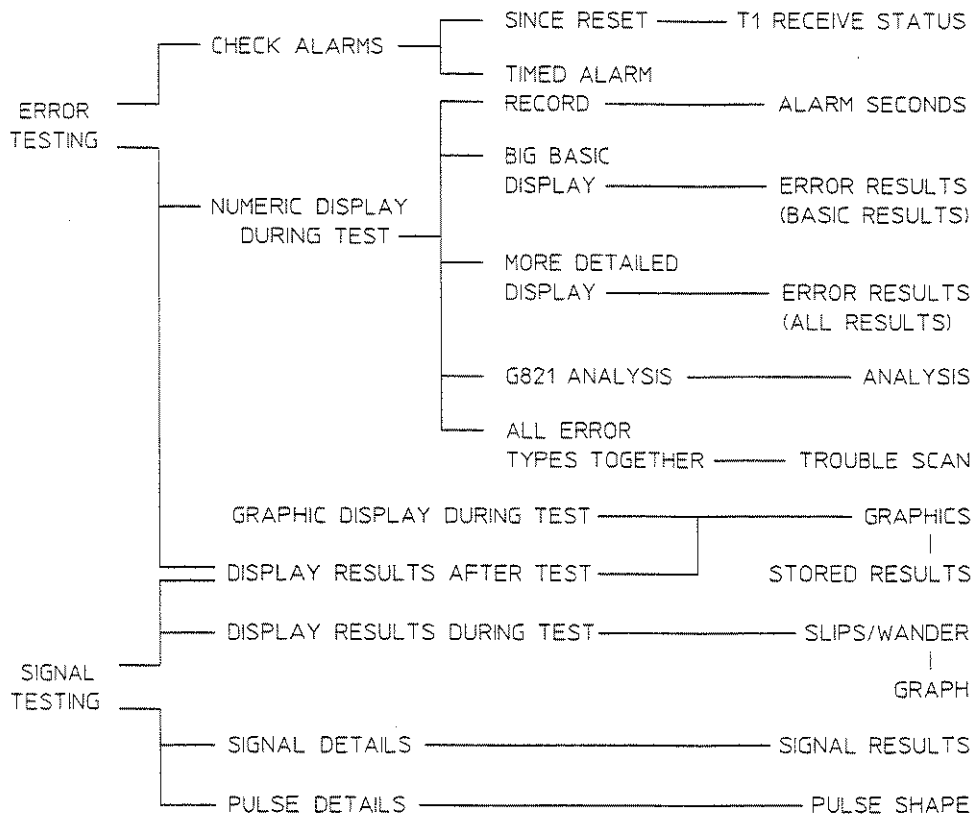 SINCE RESET T1 RECEIVE STATUS
CHECK ALARMS
TIMED ALARM
RECORD ALARM SECONDS
ERROR
TESTING
BIG BASIC
DISPLAY ERROR RESULTS
(BASIC RESULTS)
NUMERIC DISPLAY
DURING TEST
MORE DETAILED
DISPLAY ERROR RESULTS
(ALL RESULTS)
G821 ANALYSIS ANALYSIS
ALL ERROR
TYPES TOGETHER TROUBLE SCAN
GRAPHIC DISPLAY DURING TEST GRAPHICS
DISPLAY RESULTS AFTER TEST STORED RESULTS
DISPLAY RESULTS DURING TEST SLIPS/WANDER
SIGNAL
TESTING
GRAPH
SIGNAL DETAILS SIGNAL RESULTS
PULSE DETAILS PULSE SHAPE